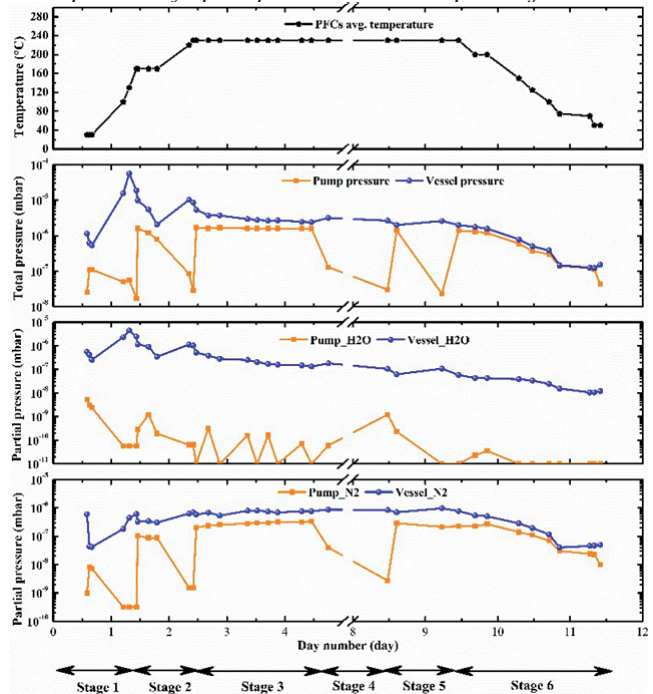 PFCs avg. temperature
Temperature (°C)
280
240
200
160
120
80
40
0
Pump pressure Vessel pressure
Total pressure (mbar)
10-4
10-5
10-6
10-7
10-8
Pump_H2O Vessel_H2O
Partial pressure (mbar)
10-5
10-6
10-7
10-8
10-9
10-10
10-11
Pump_N2 Vessel_N2
Partial pressure (mbar)
10-5
10-6
10-7
10-8
10-9
10-10
0 1 2 3 4 8 9 10 11 12
Day number (day)
Stage 1 Stage 2 Stage 3 Stage 4 Stage 5 Stage 6